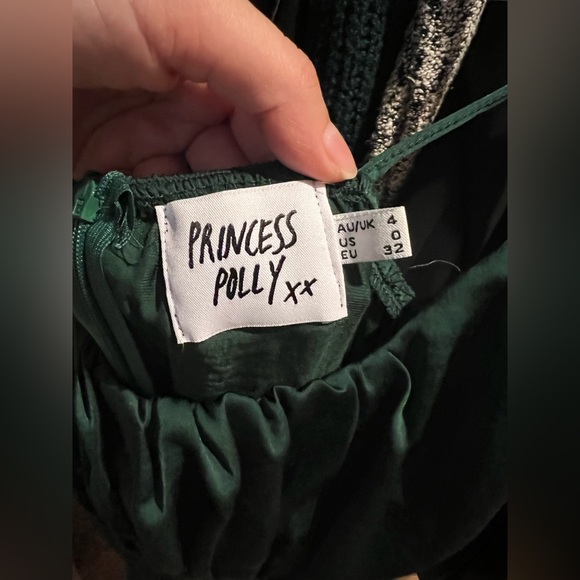 PRINCESS
POLLY xx
AU/UK 4
US 0
EU 32